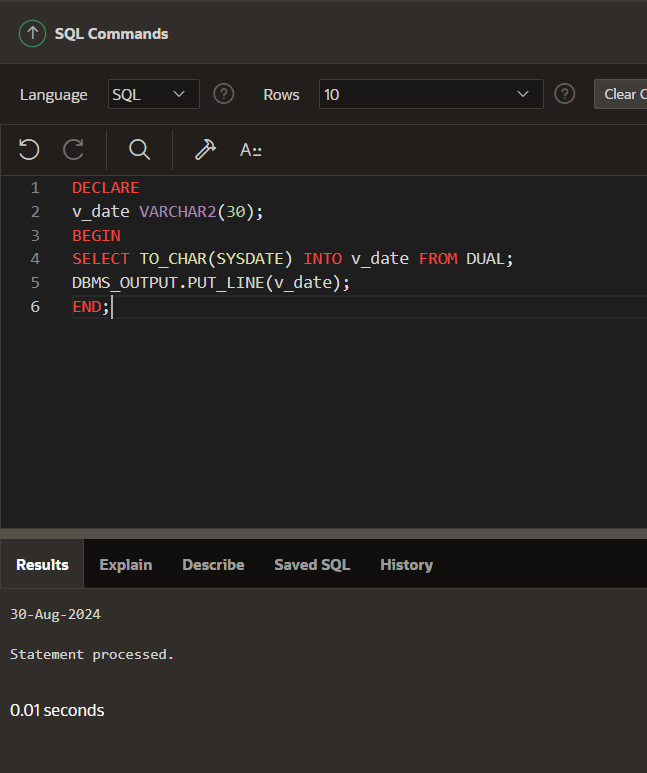 SQL Commands
Language SQL ? Rows 10 ? Clear C
A::
1 DECLARE
2 v_date VARCHAR2(30);
3 BEGIN
4 SELECT TO_CHAR(SYSDATE) INTO v_date FROM DUAL;
5 DBMS_OUTPUT.PUT_LINE(v_date);
6 END;
Results Explain Describe Saved SQL History
30-Aug-2024
Statement processed.
0.01 seconds